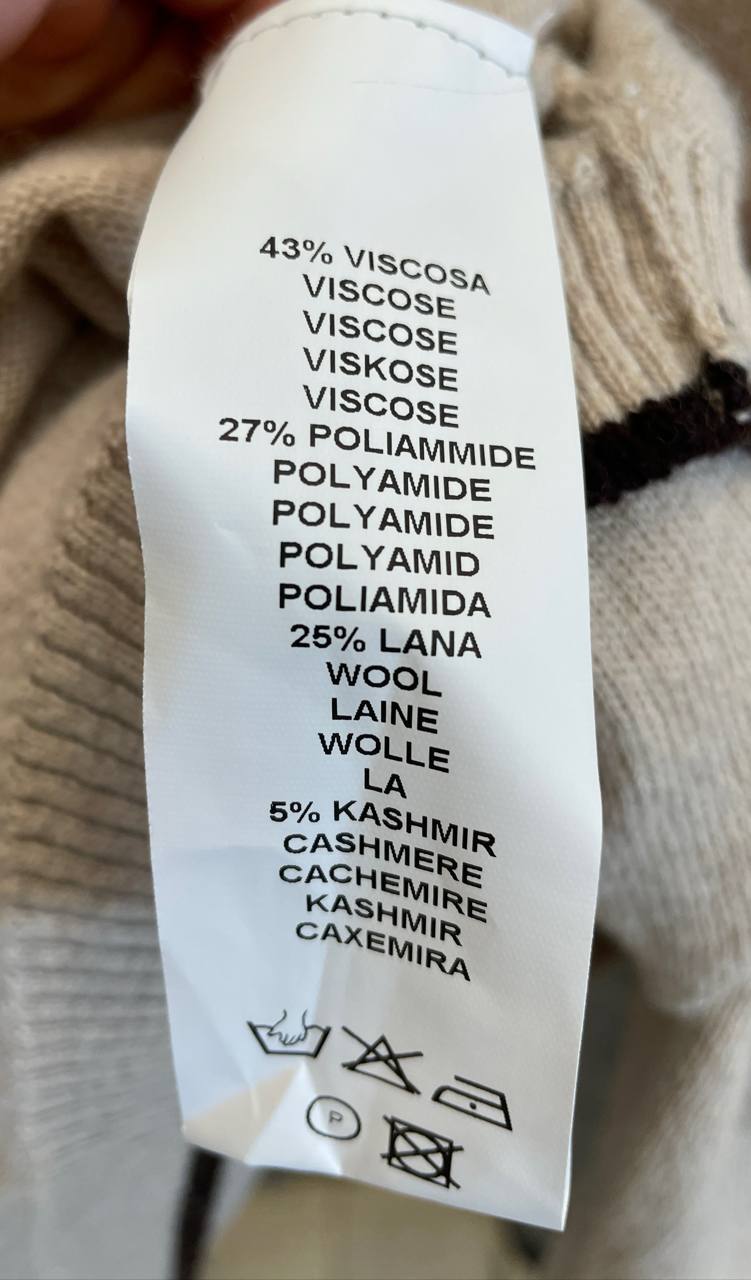 43% VISCOSA
VISCOSE
VISCOSE
VISKOSE
VISCOSE
27% POLIAMMIDE
POLYAMIDE
POLYAMIDE
POLYAMID
POLIAMIDA
25% LANA
WOOL
LAINE
WOLLE
LA
5% KASHMIR
CASHMERE
CACHEMIRE
KASHMIR
CAXEMIRA
P